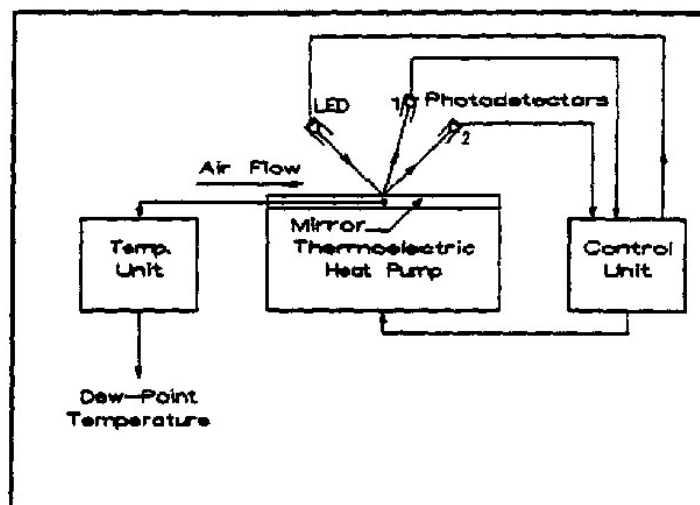 LED
1 Photodetectors
2
Air Flow
Mirror
Thermoelectric
Heat Pump
Temp.
Unit
Control
Unit
Dew-Point
Temperature